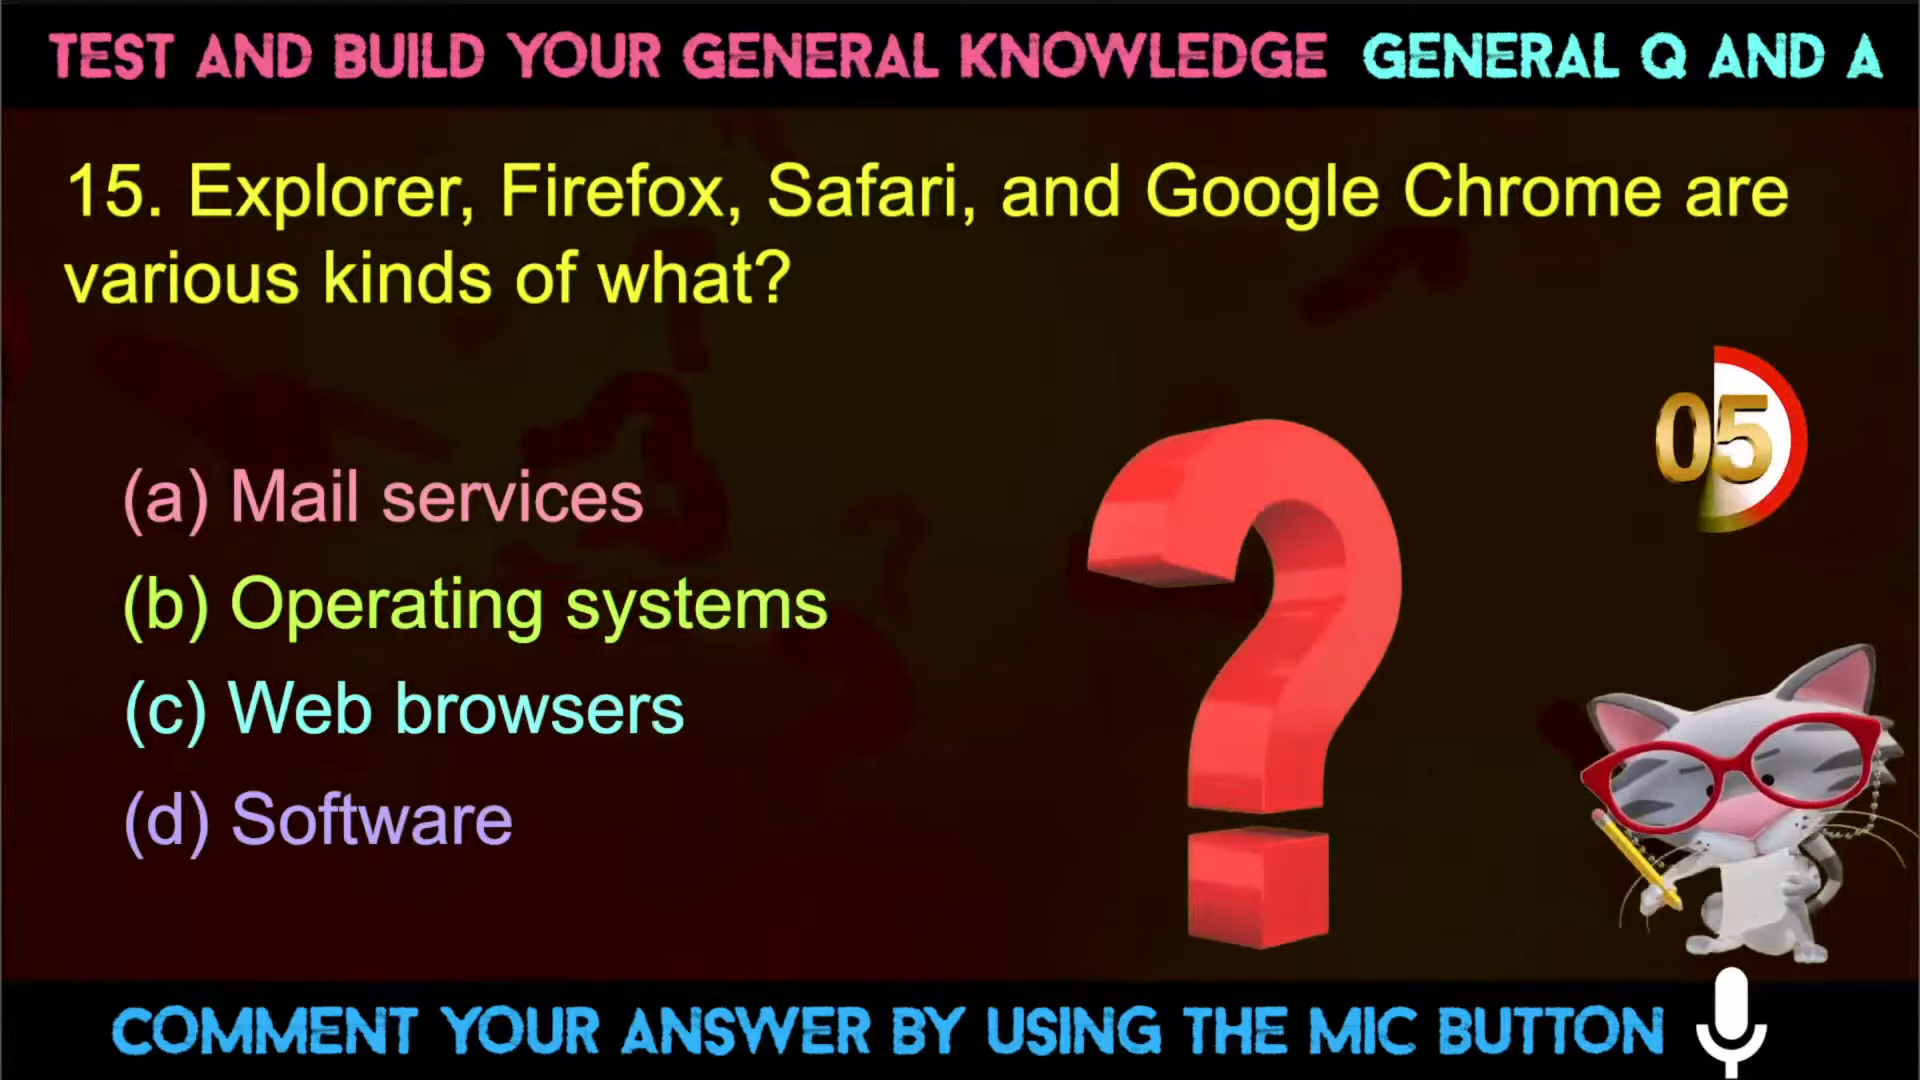 TEST AND BUILD YOUR GENERAL KNOWLEDGE GENERAL Q AND A
15. Explorer, Firefox, Safari, and Google Chrome are
various kinds of what?
05
(a) Mail services
(b) Operating systems
(c) Web browsers
(d) Software
COMMENT YOUR ANSWER BY USING THE MIC BUTTON